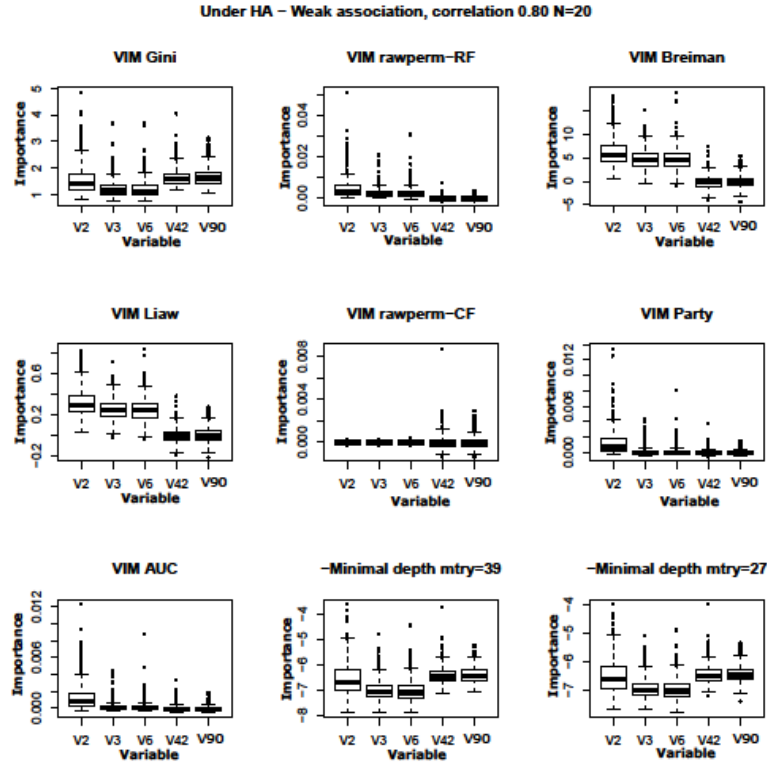 Under HA − Weak association, correlation 0.80 N=20
VIM Gini
VIM rawperm−RF
VIM Breiman
Importance
1 2 3 4 5
Importance
0.00 0.02 0.04
Importance
−5 0 5 10
V2 V3 V6 V42 V90
V2 V3 V6 V42 V90
V2 V3 V6 V42 V90
Variable
Variable
Variable
VIM Liaw
VIM rawperm−CF
VIM Party
Importance
−0.2 0.2 0.6
Importance
0.000 0.004 0.008
Importance
0.000 0.006 0.012
V2 V3 V6 V42 V90
V2 V3 V6 V42 V90
V2 V3 V6 V42 V90
Variable
Variable
Variable
VIM AUC
−Minimal depth mtry=39
−Minimal depth mtry=27
Importance
0.000 0.006 0.012
Importance
−8 −7 −6 −5 −4
Importance
−7 −6 −5 −4
V2 V3 V6 V42 V90
V2 V3 V6 V42 V90
V2 V3 V6 V42 V90
Variable
Variable
Variable